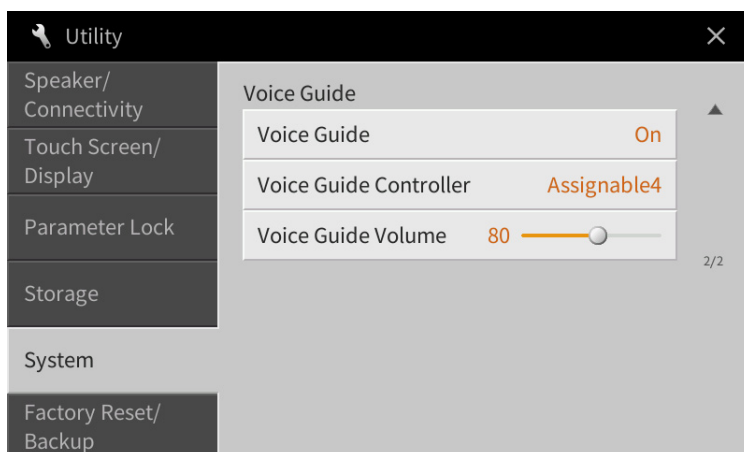 Utility
Speaker/
Connectivity
Touch Screen/
Display
Parameter Lock
Storage
System
Factory Reset/
Backup
Voice Guide
Voice Guide On
Voice Guide Controller Assignable4
Voice Guide Volume 80
2/2